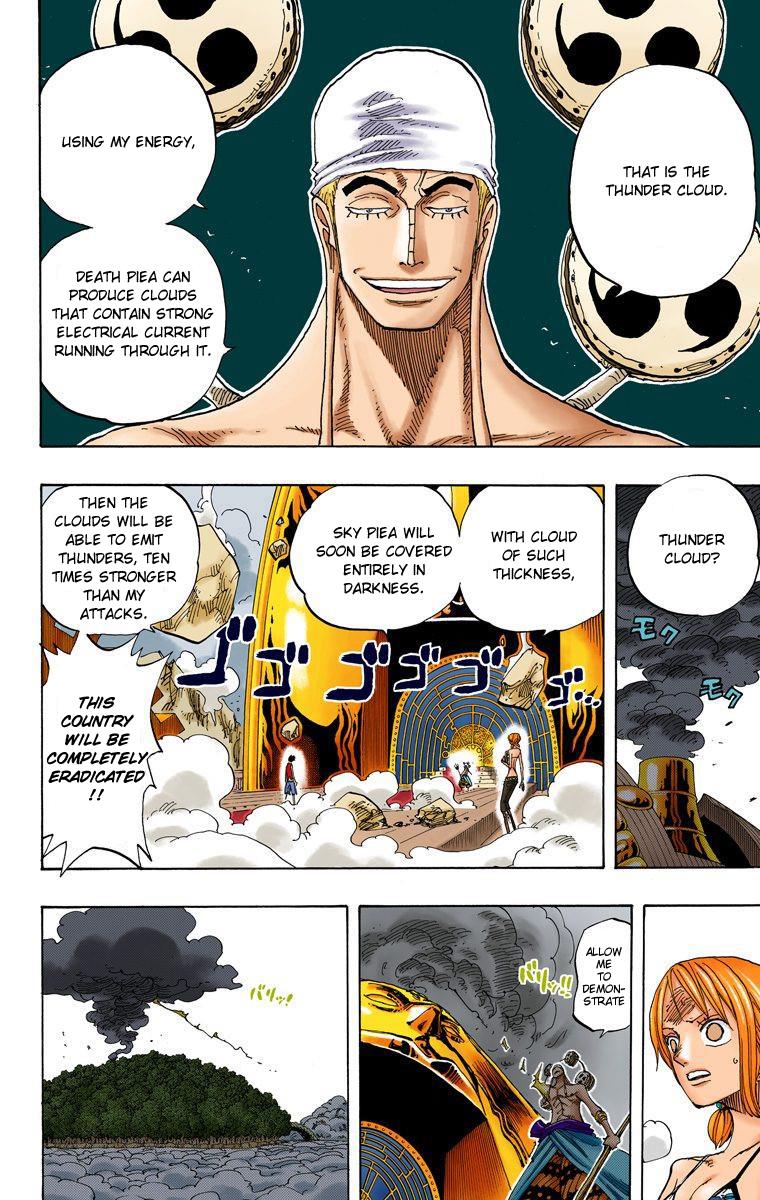 THAT IS THE
THUNDER CLOUD.
USING MY ENERGY,
DEATH PIEA CAN
PRODUCE CLOUDS
THAT CONTAIN STRONG
ELECTRICAL CURRENT
RUNNING THROUGH IT.
THUNDER
CLOUD?
モク
モク
WITH CLOUD
OF SUCH
THICKNESS,
SKY PIEA WILL
SOON BE COVERED
ENTIRELY IN
DARKNESS.
THEN THE
CLOUDS WILL BE
ABLE TO EMIT
THUNDERS, TEN
TIMES STRONGER
THAN MY
ATTACKS.
THIS
COUNTRY
WILL BE
COMPLETELY
ERADICATED
!!
ゴゴゴゴゴゴ...
ALLOW
ME
TO
DEMON-
STRATE
バリッ!!
バリッ!